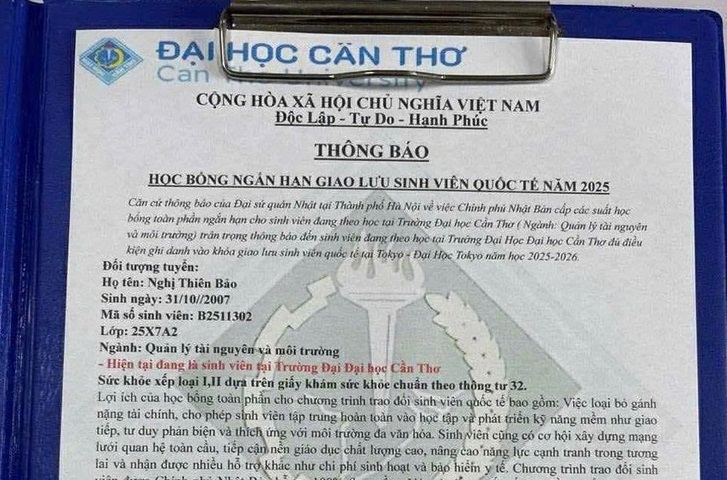 ĐẠI HỌC CẦN THƠ
Can Tho University
CỘNG HÒA XÃ HỘI CHỦ NGHĨA VIỆT NAM
Độc Lập - Tự Do - Hạnh Phúc
THÔNG BÁO
HỌC BỔNG NGẮN HẠN GIAO LƯU SINH VIÊN QUỐC TẾ NĂM 2025
Căn cứ thông báo của Đại sứ quán Nhật tại Thành phố Hà Nội về việc Chính phủ Nhật Bản cấp các suất học
bổng toàn phần ngắn hạn cho sinh viên đang theo học tại Trường Đại học Cần Thơ ( Ngành: Quản lý tài nguyên
và môi trường) trân trọng thông báo đến sinh viên đang theo học tại Trường Đại Học Đại học Cần Thơ đủ điều
kiện ghi danh vào khóa giao lưu sinh viên quốc tế tại Tokyo - Đại Học Tokyo năm học 2025-2026.
Đối tượng tuyển:
Họ tên: Nghị Thiên Bảo
Sinh ngày: 31/10//2007
Mã số sinh viên: B2511302
Lớp: 25X7A2
Ngành: Quản lý tài nguyên và môi trường
- Hiện tại đang là sinh viên tại Trường Đại Đại học Cần Thơ
Sức khỏe xếp loại I,II dựa trên giấy khám sức khỏe chuẩn theo thông tư 32.
Lợi ích của học bổng toàn phần cho chương trình trao đổi sinh viên quốc tế bao gồm: Việc loại bỏ gánh
nặng tài chính, cho phép sinh viên tập trung hoàn toàn vào học tập và phát triển kỹ năng mềm như giao
tiếp, tư duy phản biện và thích ứng với môi trường đa văn hóa. Sinh viên cũng có cơ hội xây dựng mạng
lưới quan hệ toàn cầu, tiếp cận nền giáo dục chất lượng cao, nâng cao năng lực cạnh tranh trong tương
lai và nhận được nhiều hỗ trợ khác như chi phí sinh hoạt và bảo hiểm y tế. Chương trình trao đổi sinh